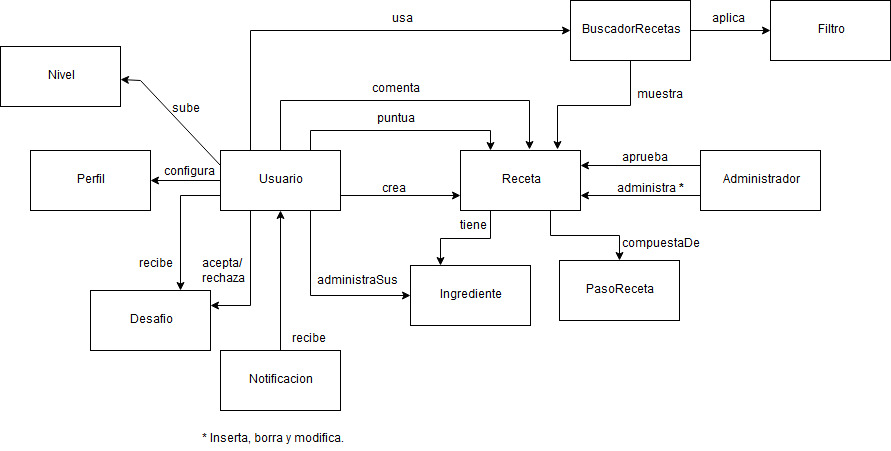 usa
BuscadorRecetas
aplica
Filtro
Nivel
sube
comenta
muestra
puntua
Perfil
configura
Usuario
crea
Receta
aprueba
administra *
Administrador
tiene
compuestaDe
recibe
acepta/
rechaza
administraSus
Ingrediente
PasoReceta
Desafio
recibe
Notificacion
* Inserta, borra y modifica.